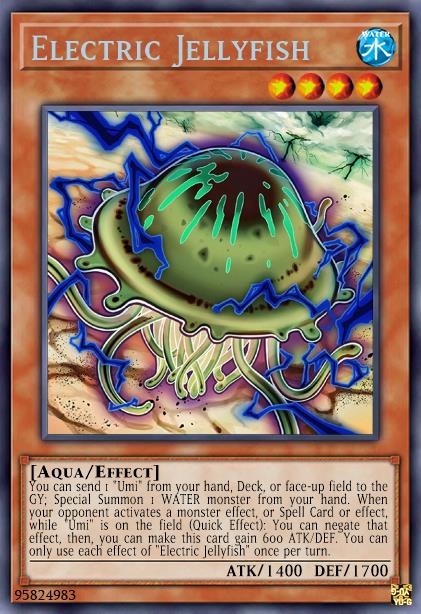 ELECTRIC JELLYFISH
WATER
水
[AQUA/EFFECT]
You can send 1 "Umi" from your hand, Deck, or face-up field to the
GY; Special Summon 1 WATER monster from your hand. When
your opponent activates a monster effect, or Spell Card or effect,
while "Umi" is on the field (Quick Effect): You can negate that
effect, then, you can make this card gain 600 ATK/DEF. You can
only use each effect of "Electric Jellyfish" once per turn.
ATK/1400 DEF/1700
95824983